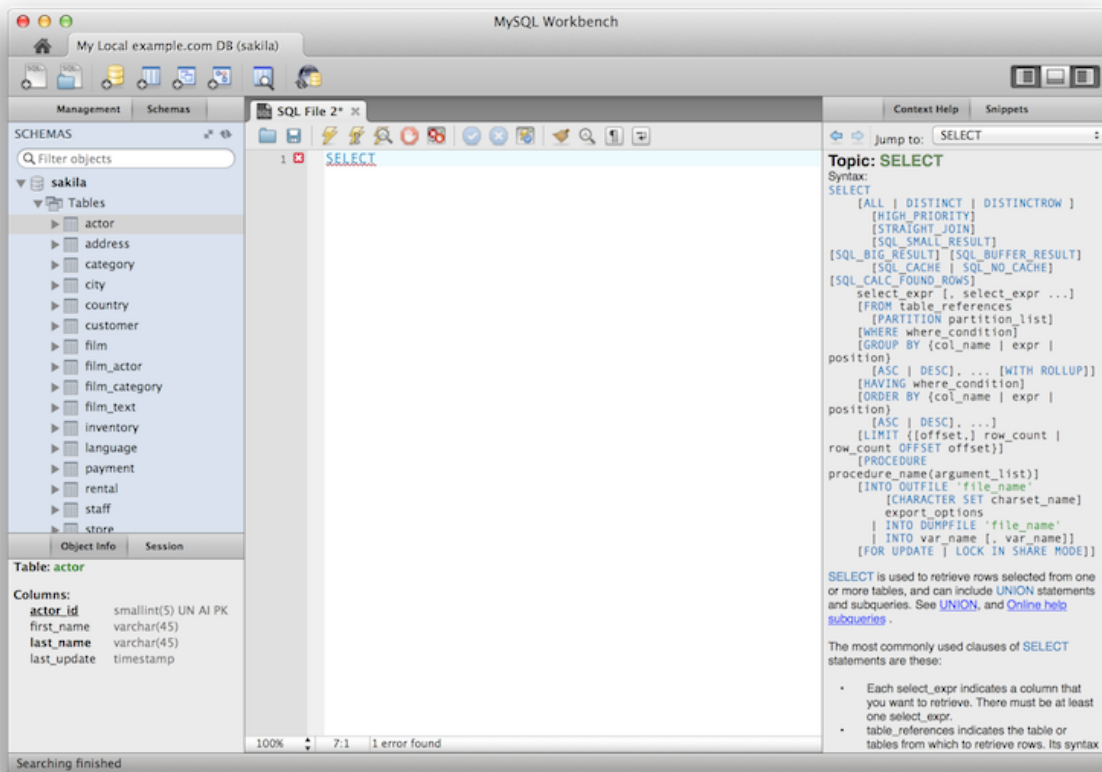 MySQL Workbench
My Local example.com DB (sakila)
SQL
SQL
Management
Schemas
SCHEMAS
Filter objects
sakila
Tables
actor
address
category
city
country
customer
film
film_actor
film_category
film_text
inventory
language
payment
rental
staff
store
Object Info
Session
Table: actor
Columns:
actor_id smallint(5) UN AI PK
first_name varchar(45)
last_name varchar(45)
last_update timestamp
SQL File 2*
1 SELECT
100% 7:1 1 error found
Context Help
Snippets
Jump to: SELECT
Topic: SELECT
Syntax:
SELECT
[ALL | DISTINCT | DISTINCTROW ]
[HIGH_PRIORITY]
[STRAIGHT_JOIN]
[SQL_SMALL_RESULT]
[SQL_BIG_RESULT] [SQL_BUFFER_RESULT]
[SQL_CACHE | SQL_NO_CACHE]
[SQL_CALC_FOUND_ROWS]
select_expr [, select_expr ...]
[FROM table_references
[PARTITION partition_list]
[WHERE where_condition]
[GROUP BY {col_name | expr |
position}
[ASC | DESC], ... [WITH ROLLUP]]
[HAVING where_condition]
[ORDER BY {col_name | expr |
position}
[ASC | DESC], ...]
[LIMIT {[offset,] row_count |
row_count OFFSET offset}]
[PROCEDURE
procedure_name(argument_list)]
[INTO OUTFILE 'file_name'
[CHARACTER SET charset_name]
export_options
| INTO DUMPFILE 'file_name'
| INTO var_name [, var_name]]
[FOR UPDATE | LOCK IN SHARE MODE]]
SELECT is used to retrieve rows selected from one
or more tables, and can include UNION statements
and subqueries. See UNION, and Online help
subqueries .
The most commonly used clauses of SELECT
statements are these:
• Each select_expr indicates a column that
you want to retrieve. There must be at least
one select_expr.
• table_references indicates the table or
tables from which to retrieve rows. Its syntax
Searching finished